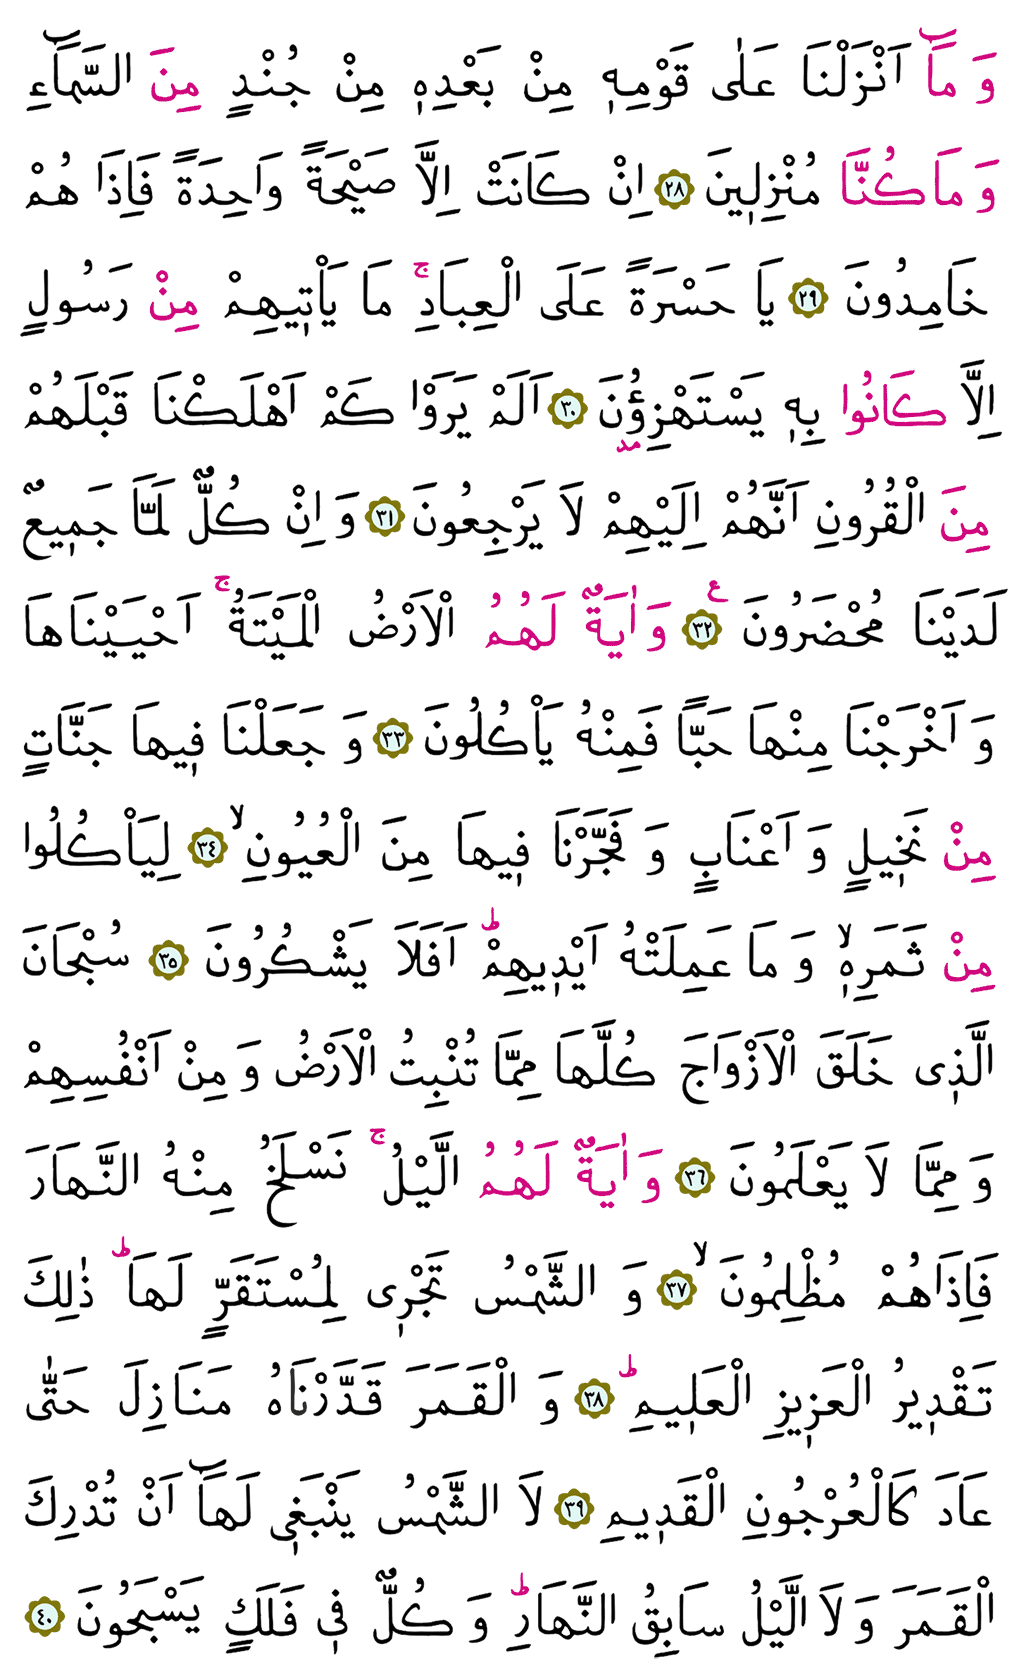 وَ مَآ اَنْزَلْنَا عَلٰى قَوْمِهٖ مِنْ بَعْدِهٖ مِنْ جُنْدٍ مِنَ السَّمَآءِ
وَ مَا كُنَّا مُنْزِلٖينَ ﴿٢٨﴾ اِنْ كَانَتْ اِلَّا صَيْحَةً وَاحِدَةً فَاِذَا هُمْ
خَامِدُونَ ﴿٢٩﴾ يَا حَسْرَةً عَلَى الْعِبَادِۚ مَا يَأْتٖيهِمْ مِنْ رَسُولٍ
اِلَّا كَانُوا بِهٖ يَسْتَهْزِؤُ۫نَ ﴿٣٠﴾ اَلَمْ يَرَوْا كَمْ اَهْلَكْنَا قَبْلَهُمْ
مِنَ الْقُرُونِ اَنَّهُمْ اِلَيْهِمْ لَا يَرْجِعُونَ ﴿٣١﴾ وَ اِنْ كُلٌّ لَمَّا جَمٖيعٌ
لَدَيْنَا مُحْضَرُونَ ﴿٣٢﴾ ع وَ اٰيَةٌ لَهُمُ الْاَرْضُ الْمَيْتَةُۚ اَحْيَيْنَاهَا
وَ اَخْرَجْنَا مِنْهَا حَبًّا فَمِنْهُ يَأْكُلُونَ ﴿٣٣﴾ وَ جَعَلْنَا فٖيهَا جَنَّاتٍ
مِنْ نَخٖيلٍ وَ اَعْنَابٍ وَ فَجَّرْنَا فٖيهَا مِنَ الْعُيُونِۙ ﴿٣٤﴾ لِيَأْكُلُوا
مِنْ ثَمَرِهٖۙ وَ مَا عَمِلَتْهُ اَيْدٖيهِمْؕ اَفَلَا يَشْكُرُونَ ﴿٣٥﴾ سُبْحَانَ
الَّذٖى خَلَقَ الْاَزْوَاجَ كُلَّهَا مِمَّا تُنْبِتُ الْاَرْضُ وَ مِنْ اَنْفُسِهِمْ
وَ مِمَّا لَا يَعْلَمُونَ ﴿٣٦﴾ وَ اٰيَةٌ لَهُمُ الَّيْلُۚ نَسْلَخُ مِنْهُ النَّهَارَ
فَاِذَاهُمْ مُظْلِمُونَۙ ﴿٣٧﴾ وَ الشَّمْسُ تَجْرٖى لِمُسْتَقَرٍّ لَهَاؕ ذٰلِكَ
تَقْدٖيرُ الْعَزٖيزِ الْعَلٖيمِؕ ﴿٣٨﴾ وَ الْقَمَرَ قَدَّرْنَاهُ مَنَازِلَ حَتّٰى
عَادَ كَالْعُرْجُونِ الْقَدٖيمِ ﴿٣٩﴾ لَا الشَّمْسُ يَنْبَغٖى لَهَآ اَنْ تُدْرِكَ
الْقَمَرَ وَ لَا الَّيْلُ سَابِقُ النَّهَارِؕ وَ كُلٌّ فٖى فَلَكٍ يَسْبَحُونَ ﴿٤٠﴾